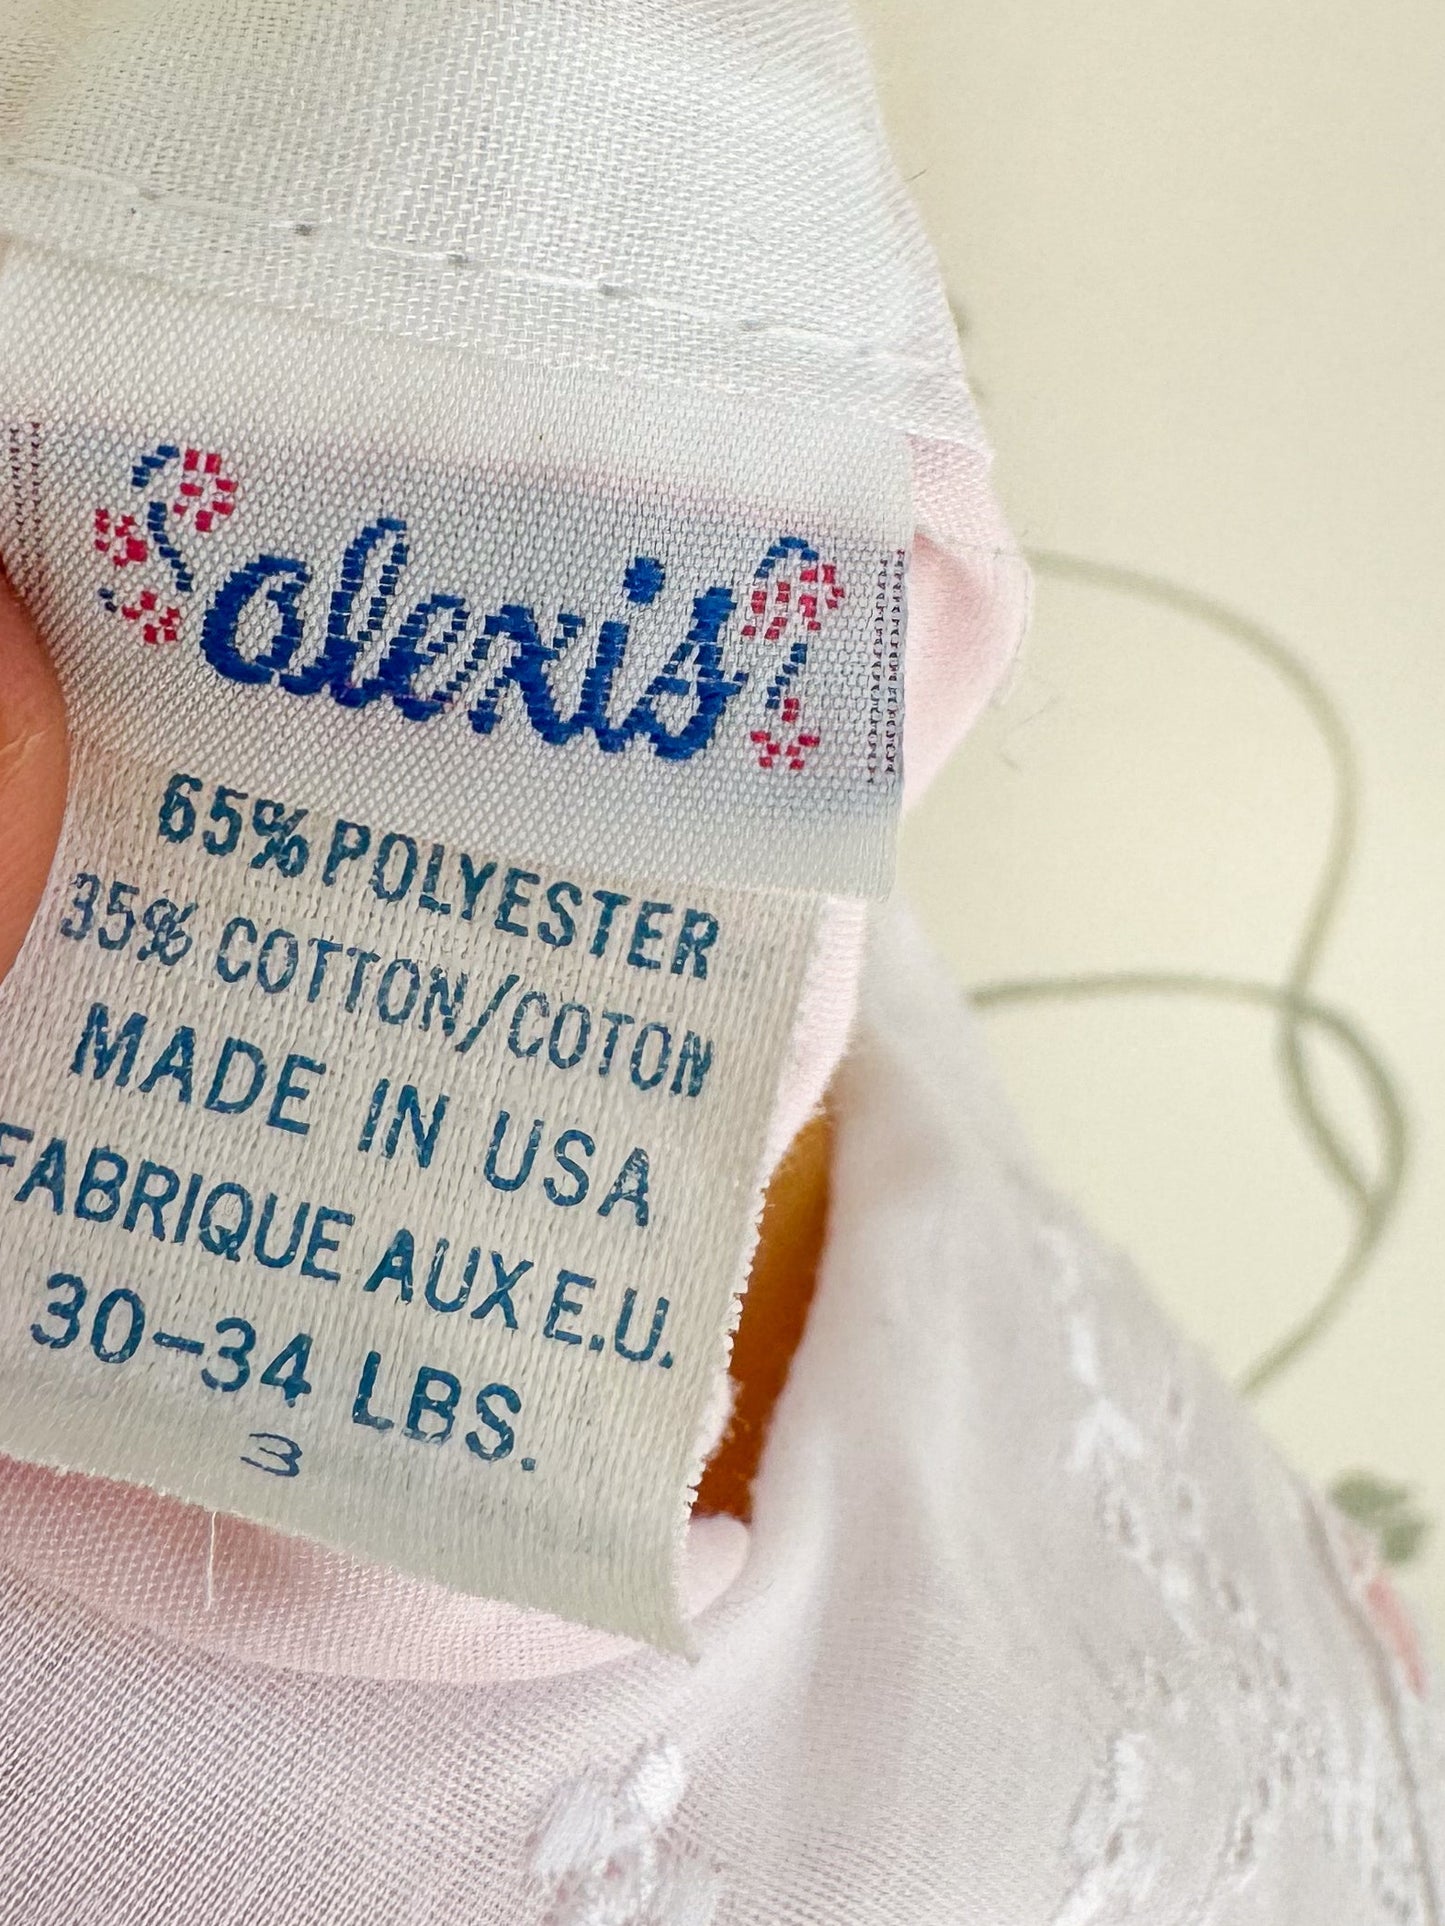 alexis
65% POLYESTER
35% COTTON/COTON
MADE IN USA
FABRIQUE AUX E.U.
30-34 LBS.
3